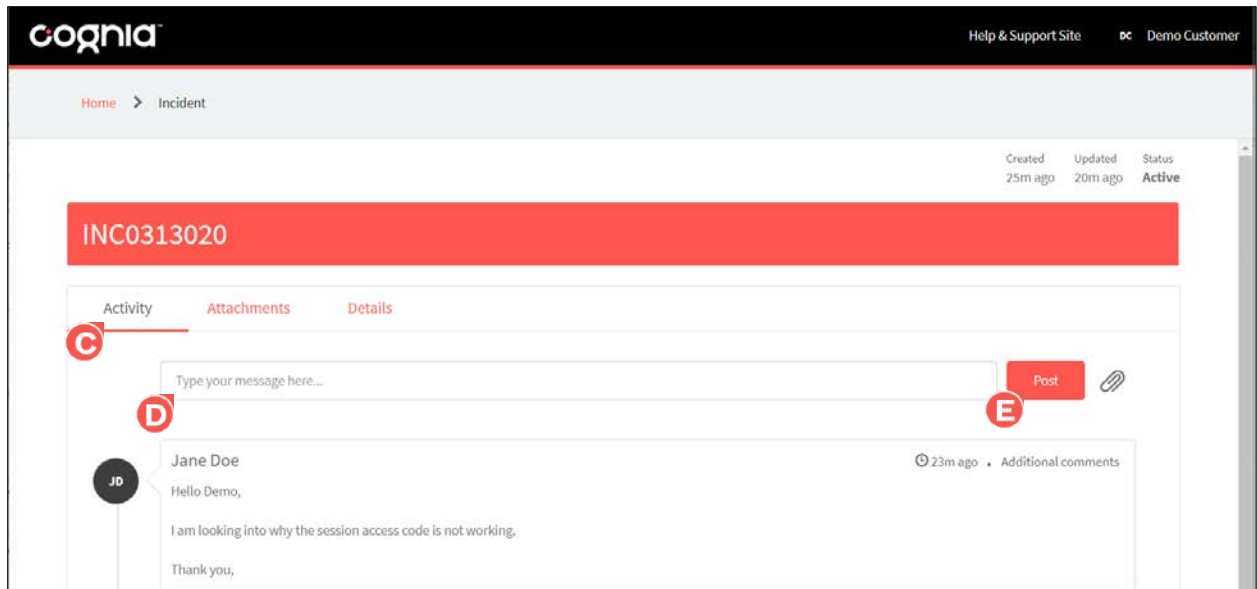 cognia™
Help & Support Site DC Demo Customer
Home > Incident
Created Updated Status
25m ago 20m ago Active
INC0313020
Activity Attachments Details
C
Type your message here... Post
D E
Jane Doe 23m ago • Additional comments
JD
Hello Demo,
I am looking into why the session access code is not working.
Thank you,